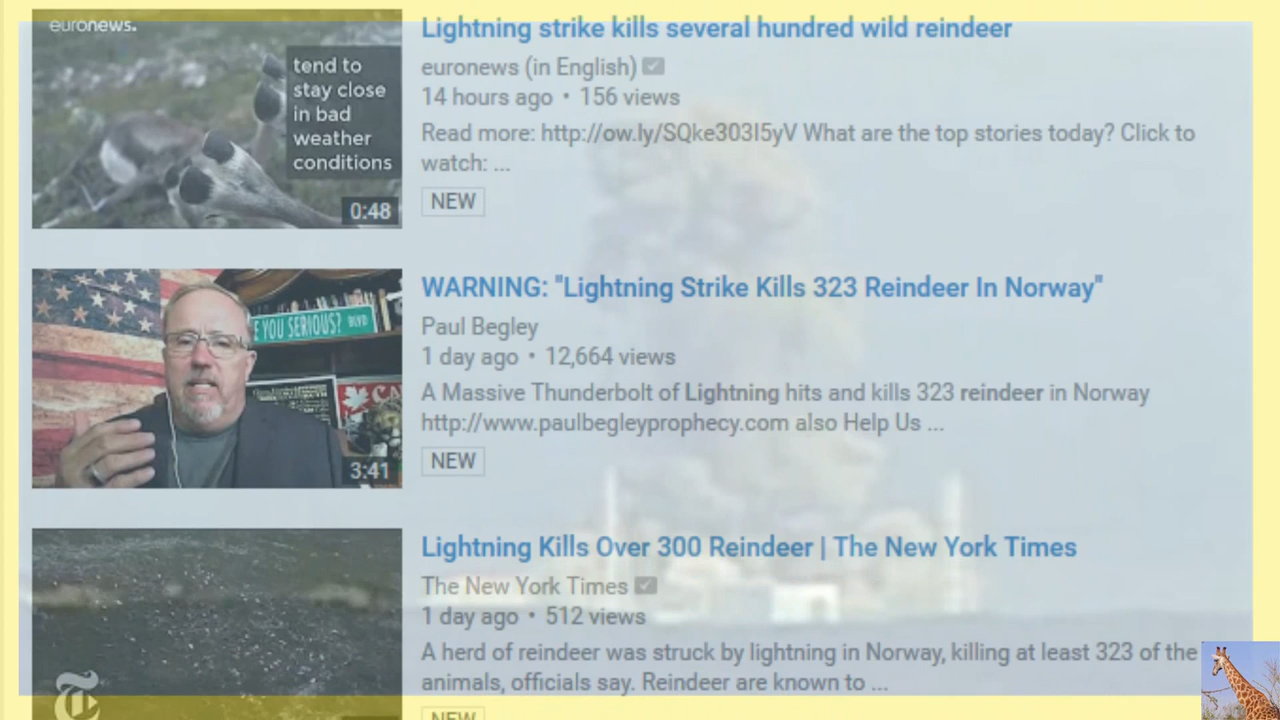 euronews.
tend to
stay close
in bad
weather
conditions
0:48
Lightning strike kills several hundred wild reindeer
euronews (in English)
14 hours ago • 156 views
Read more: http://ow.ly/SQke303I5yV What are the top stories today? Click to
watch: ...
NEW
E YOU SERIOUS? BLVD
3:41
WARNING: "Lightning Strike Kills 323 Reindeer In Norway"
Paul Begley
1 day ago • 12,664 views
A Massive Thunderbolt of Lightning hits and kills 323 reindeer in Norway
http://www.paulbegleyprophecy.com also Help Us ...
NEW
Lightning Kills Over 300 Reindeer | The New York Times
The New York Times
1 day ago • 512 views
A herd of reindeer was struck by lightning in Norway, killing at least 323 of the
animals, officials say. Reindeer are known to ...
NEW